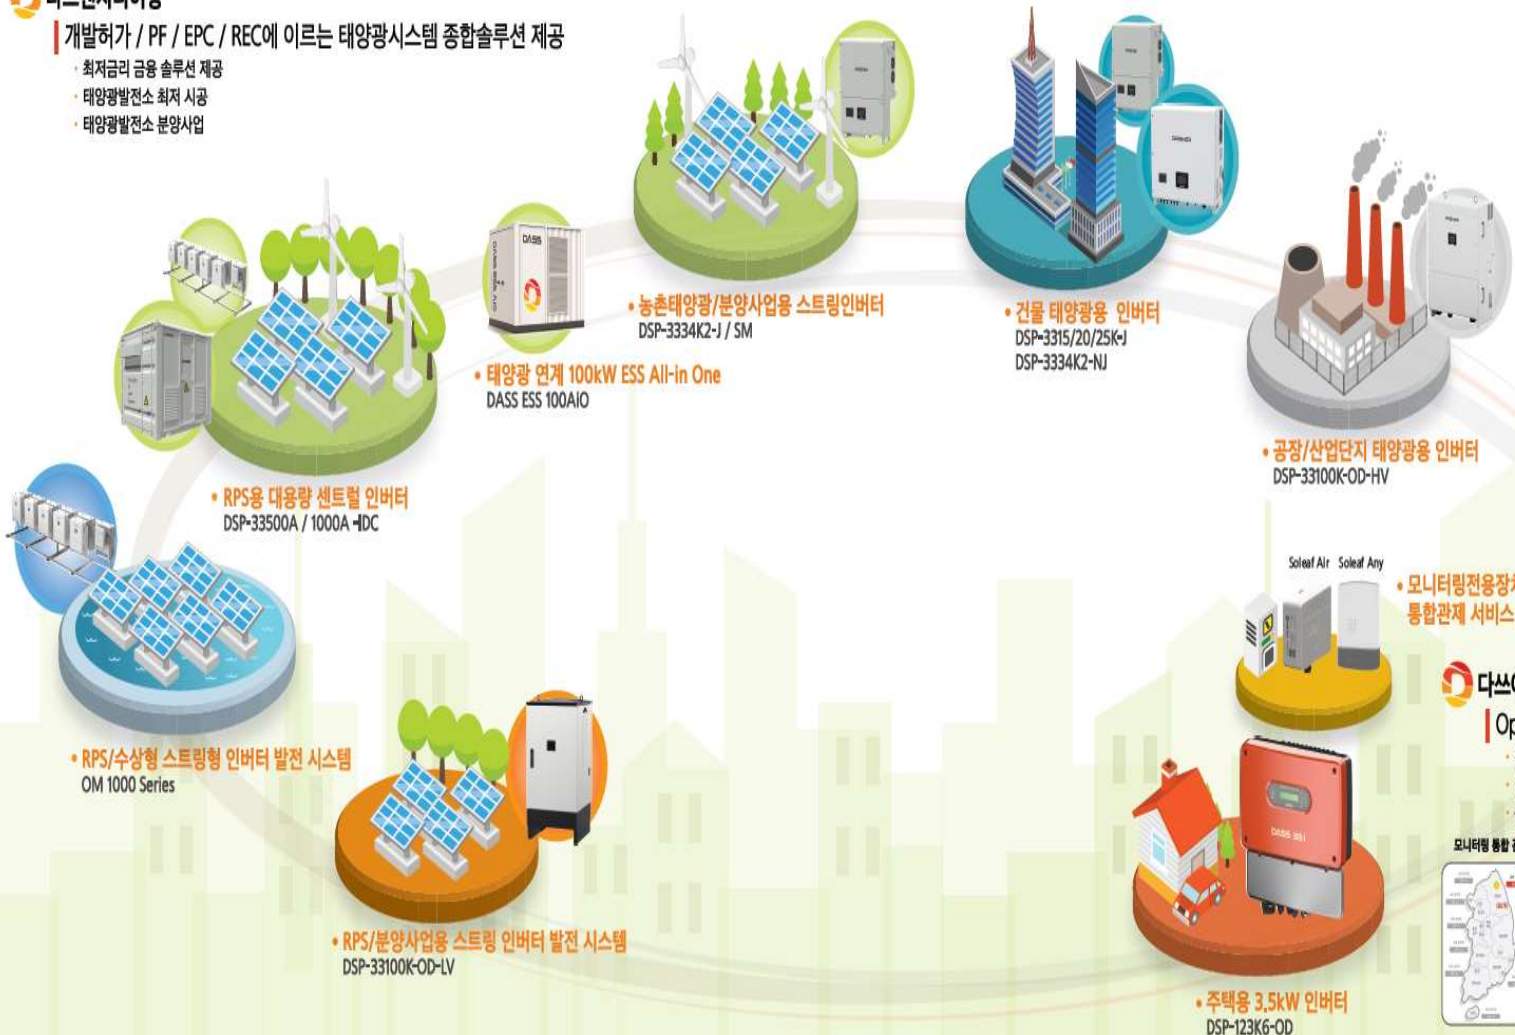 개발허가 / PF / EPC / REC에 이르는 태양광시스템 종합솔루션 제공
· 최저금리 금융 솔루션 제공
· 태양광발전소 최저 시공
· 태양광발전소 분양사업
• 농촌태양광/분양사업용 스트링인버터
DSP-3334K2-J / SM
• 건물 태양광용 인버터
DSP-3315/20/25K-J
DSP-3334K2-NJ
DASS
DASS ESS AIO
• 태양광 연계 100kW ESS All-in One
DASS ESS 100AiO
• 공장/산업단지 태양광용 인버터
DSP-33100K-OD-HV
• RPS용 대용량 센트럴 인버터
DSP-33500A / 1000A -IDC
Soleaf Air Soleaf Any
• 모니터링전용장치
통합관제 서비스
다쓰
Op
• RPS/수상형 스트링형 인버터 발전 시스템
OM 1000 Series
모니터링 통합
• RPS/분양사업용 스트링 인버터 발전 시스템
DSP-33100K-OD-LV
• 주택용 3.5kW 인버터
DSP-123K6-OD